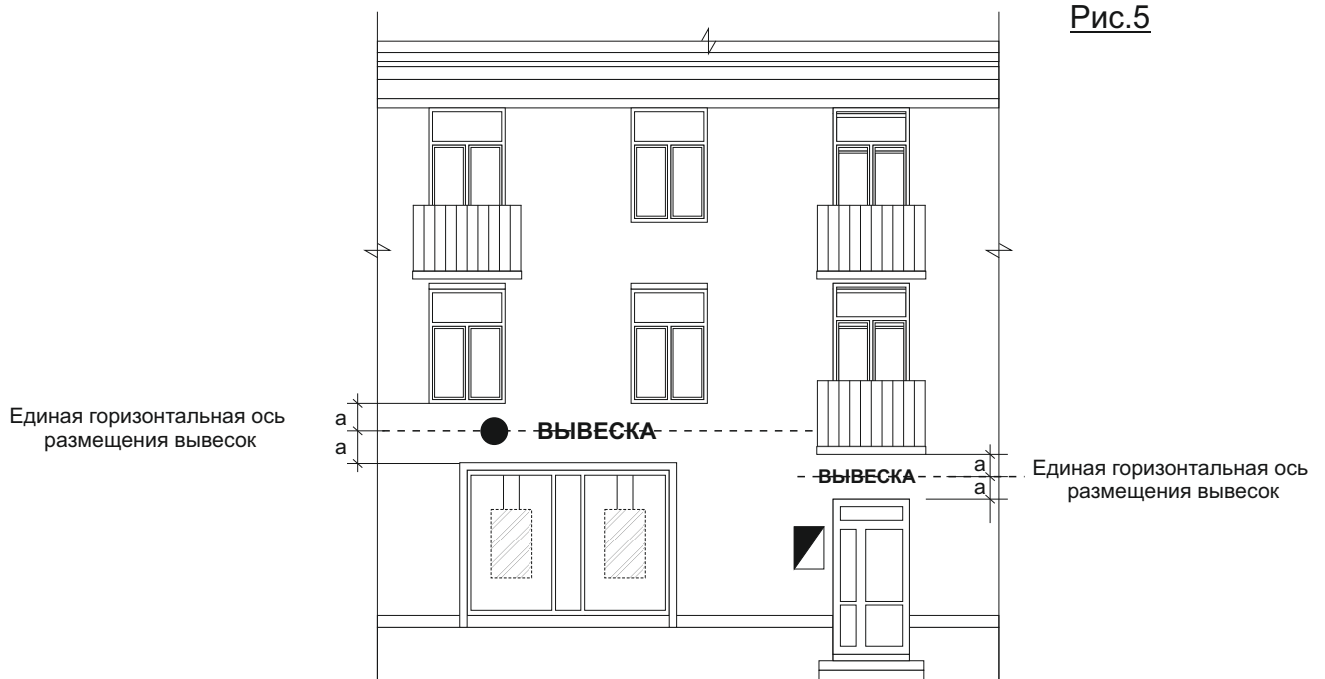 Рис.5
Единая горизонтальная ось
размещения вывесок
а
а
ВЫВЕСКА
ВЫВЕСКА
а
а
Единая горизонтальная ось
размещения вывесок